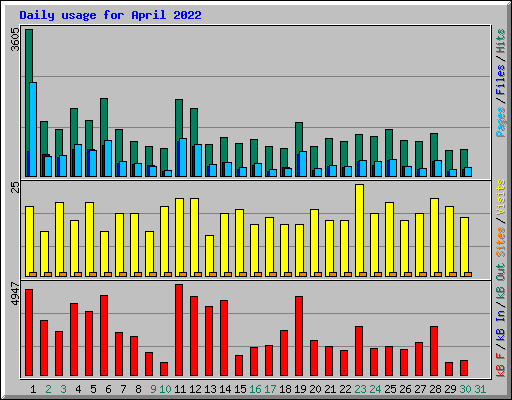 Daily usage for April 2022
3605
25
4947
Pages / Files / Hits
Sites / Visits
kB F / kB In / kB Out
1 2 3 4 5 6 7 8 9 10 11 12 13 14 15 16 17 18 19 20 21 22 23 24 25 26 27 28 29 30 31